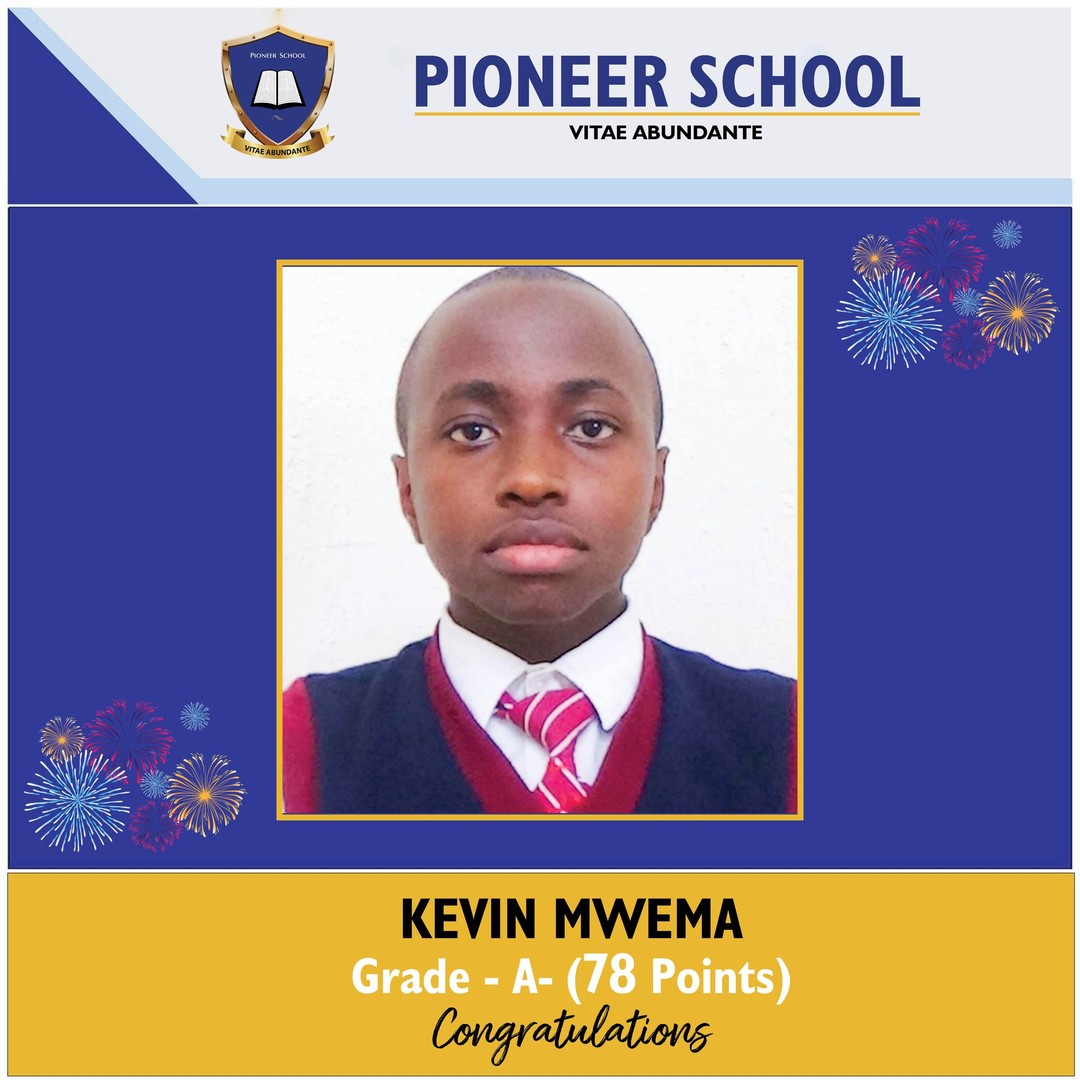 PIONEER SCHOOL
VITAE ABUNDANTE
PIONEER SCHOOL
VITAE ABUNDANTE
KEVIN MWEMA
Grade - A- (78 Points)
Congratulations